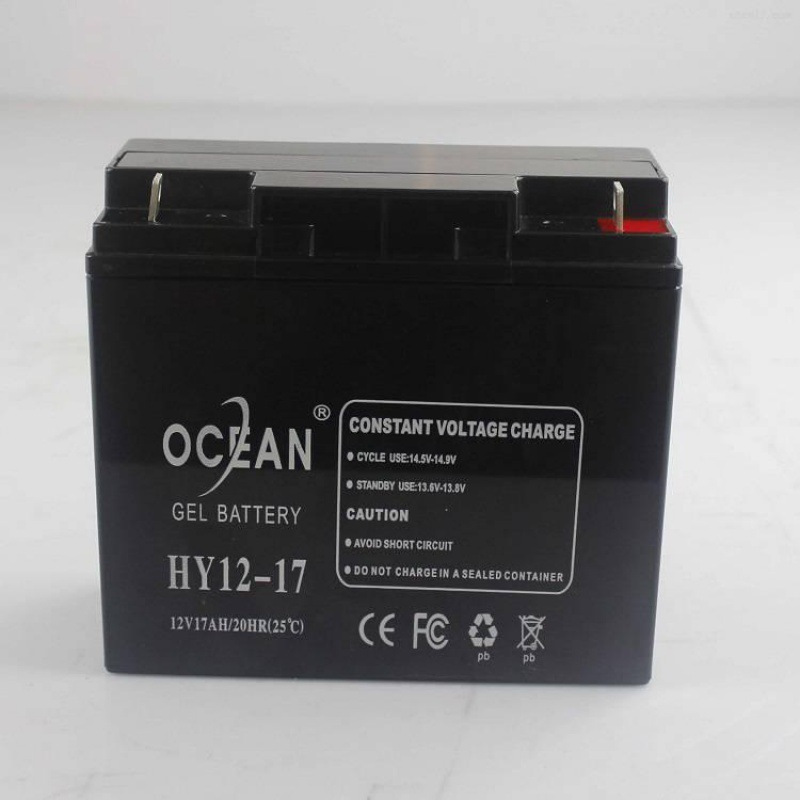 OCEAN®
GEL BATTERY
HY12-17
12V17AH/20HR(25℃)
CONSTANT VOLTAGE CHARGE
● CYCLE USE:14.5V-14.9V
● STANDBY USE:13.6V-13.8V
CAUTION
● AVOID SHORT CIRCUIT
● DO NOT CHARGE IN A SEALED CONTAINER
CE FC
pb pb